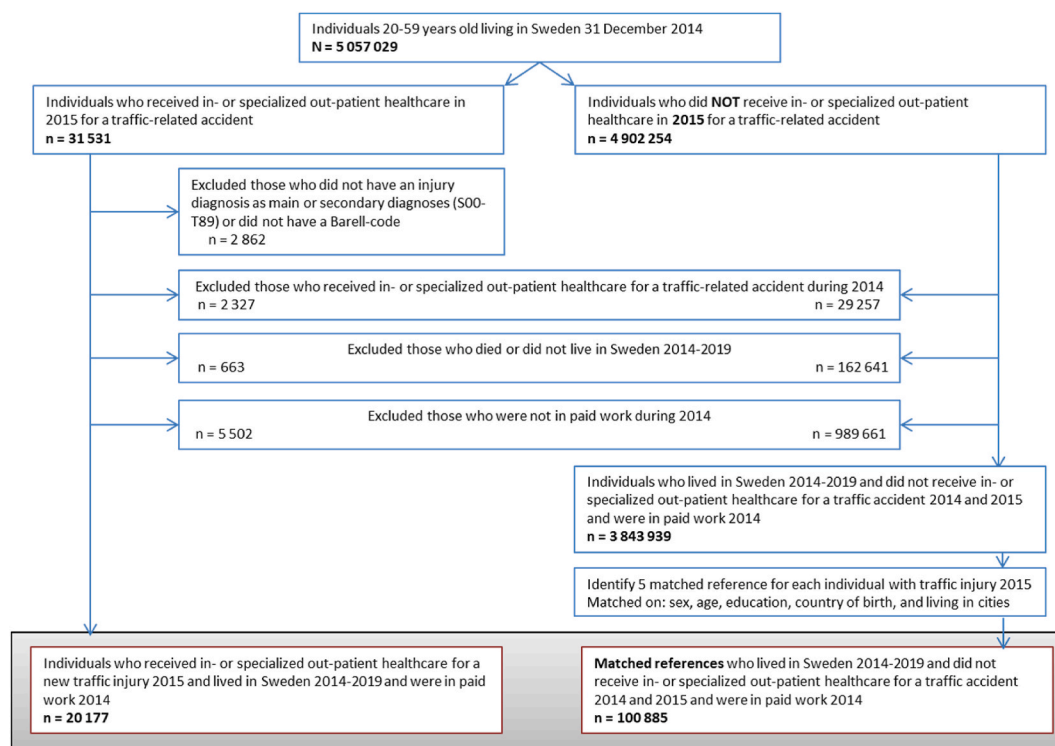 Individuals 20-59 years old living in Sweden 31 December 2014
N = 5 057 029
Individuals who received in- or specialized out-patient healthcare in
2015 for a traffic-related accident
n = 31 531
Individuals who did NOT receive in- or specialized out-patient
healthcare in 2015 for a traffic-related accident
n = 4 902 254
Excluded those who did not have an injury
diagnosis as main or secondary diagnoses (S00-
T89) or did not have a Barell-code
n = 2 862
Excluded those who received in- or specialized out-patient healthcare for a traffic-related accident during 2014
n = 2 327 29 257
Excluded those who died or did not live in Sweden 2014-2019
n = 663 n = 162 641
Excluded those who were not in paid work during 2014
n = 5 502 n = 989 661
Individuals who lived in Sweden 2014-2019 and did not receive in- or
specialized out-patient healthcare for a traffic accident 2014 and 2015
and were in paid work 2014
n = 3 843 939
Identify 5 matched reference for each individual with traffic injury 2015
Matched on: sex, age, education, country of birth, and living in cities
Individuals who received in- or specialized out-patient healthcare for a
new traffic injury 2015 and lived in Sweden 2014-2019 and were in paid
work 2014
n = 20 177
Matched references who lived in Sweden 2014-2019 and did not
receive in- or specialized out-patient healthcare for a traffic accident
2014 and 2015 and were in paid work 2014
n = 100 885